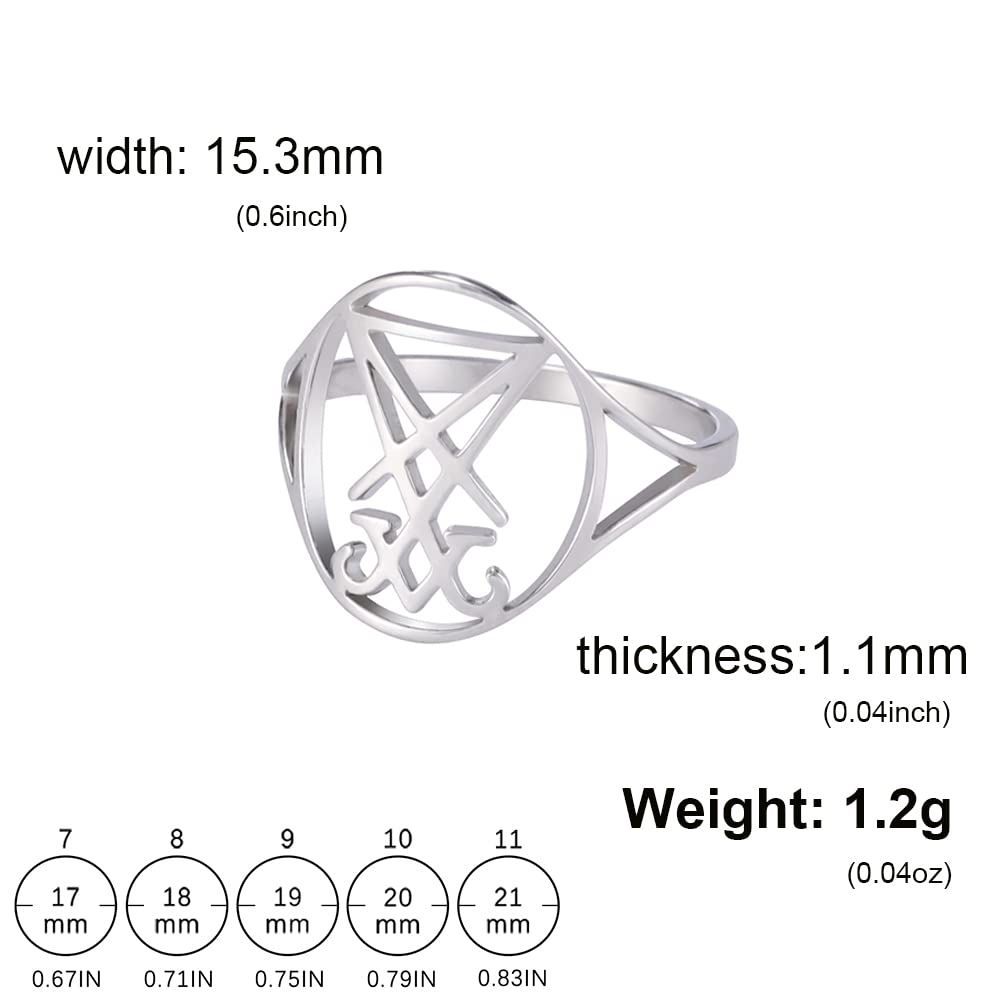 width: 15.3mm
(0.6inch)
thickness:1.1mm
(0.04inch)
Weight: 1.2g
(0.04oz)
7 8 9 10 11
17 18 19 20 21
mm mm mm mm mm
0.67IN 0.71IN 0.75IN 0.79IN 0.83IN